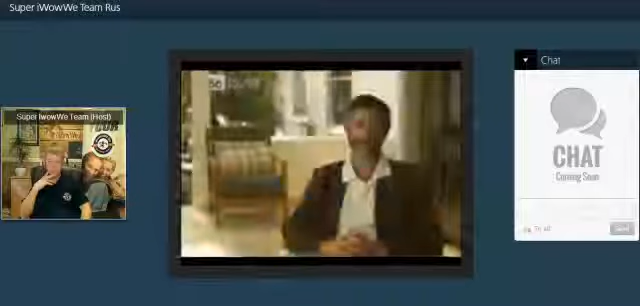 Super iWowWe Team Rus
Super IwowWe Team (Host)
Chat
CHAT
Coming Soon
Send